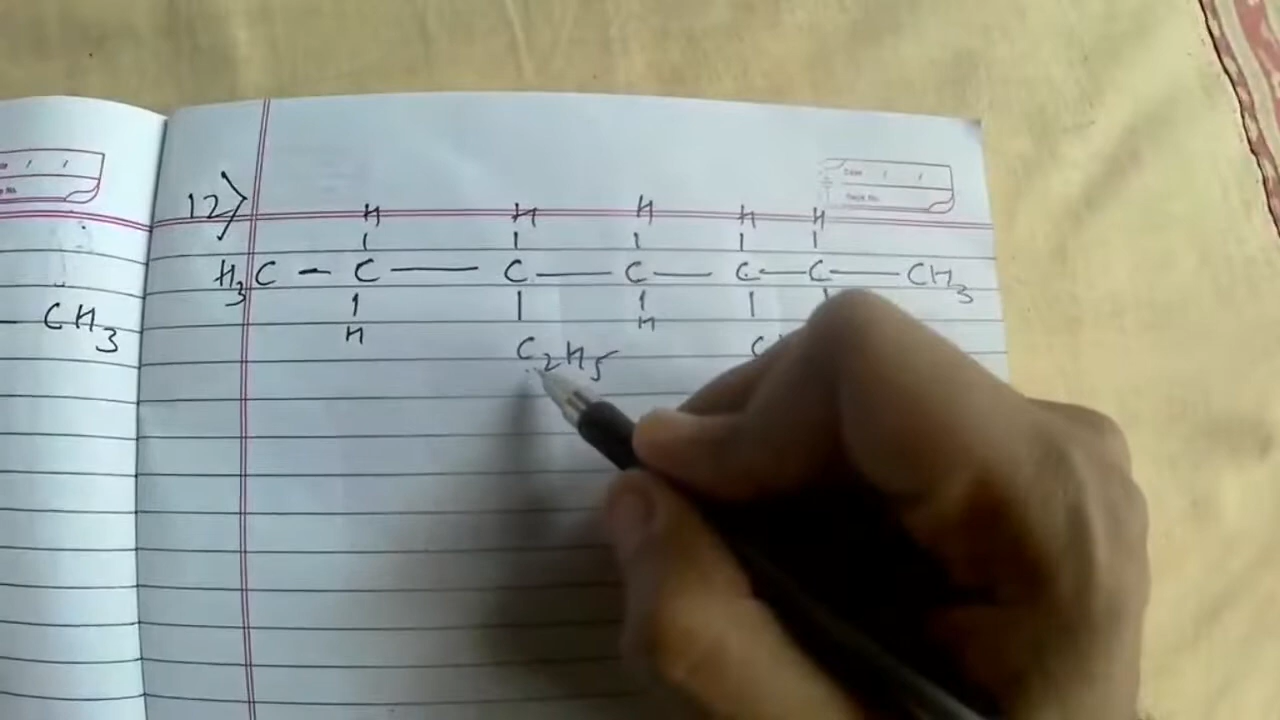 12)
H H H H H
H3C - C — C — C — C — C — CH3
H H
C2H5
CH3